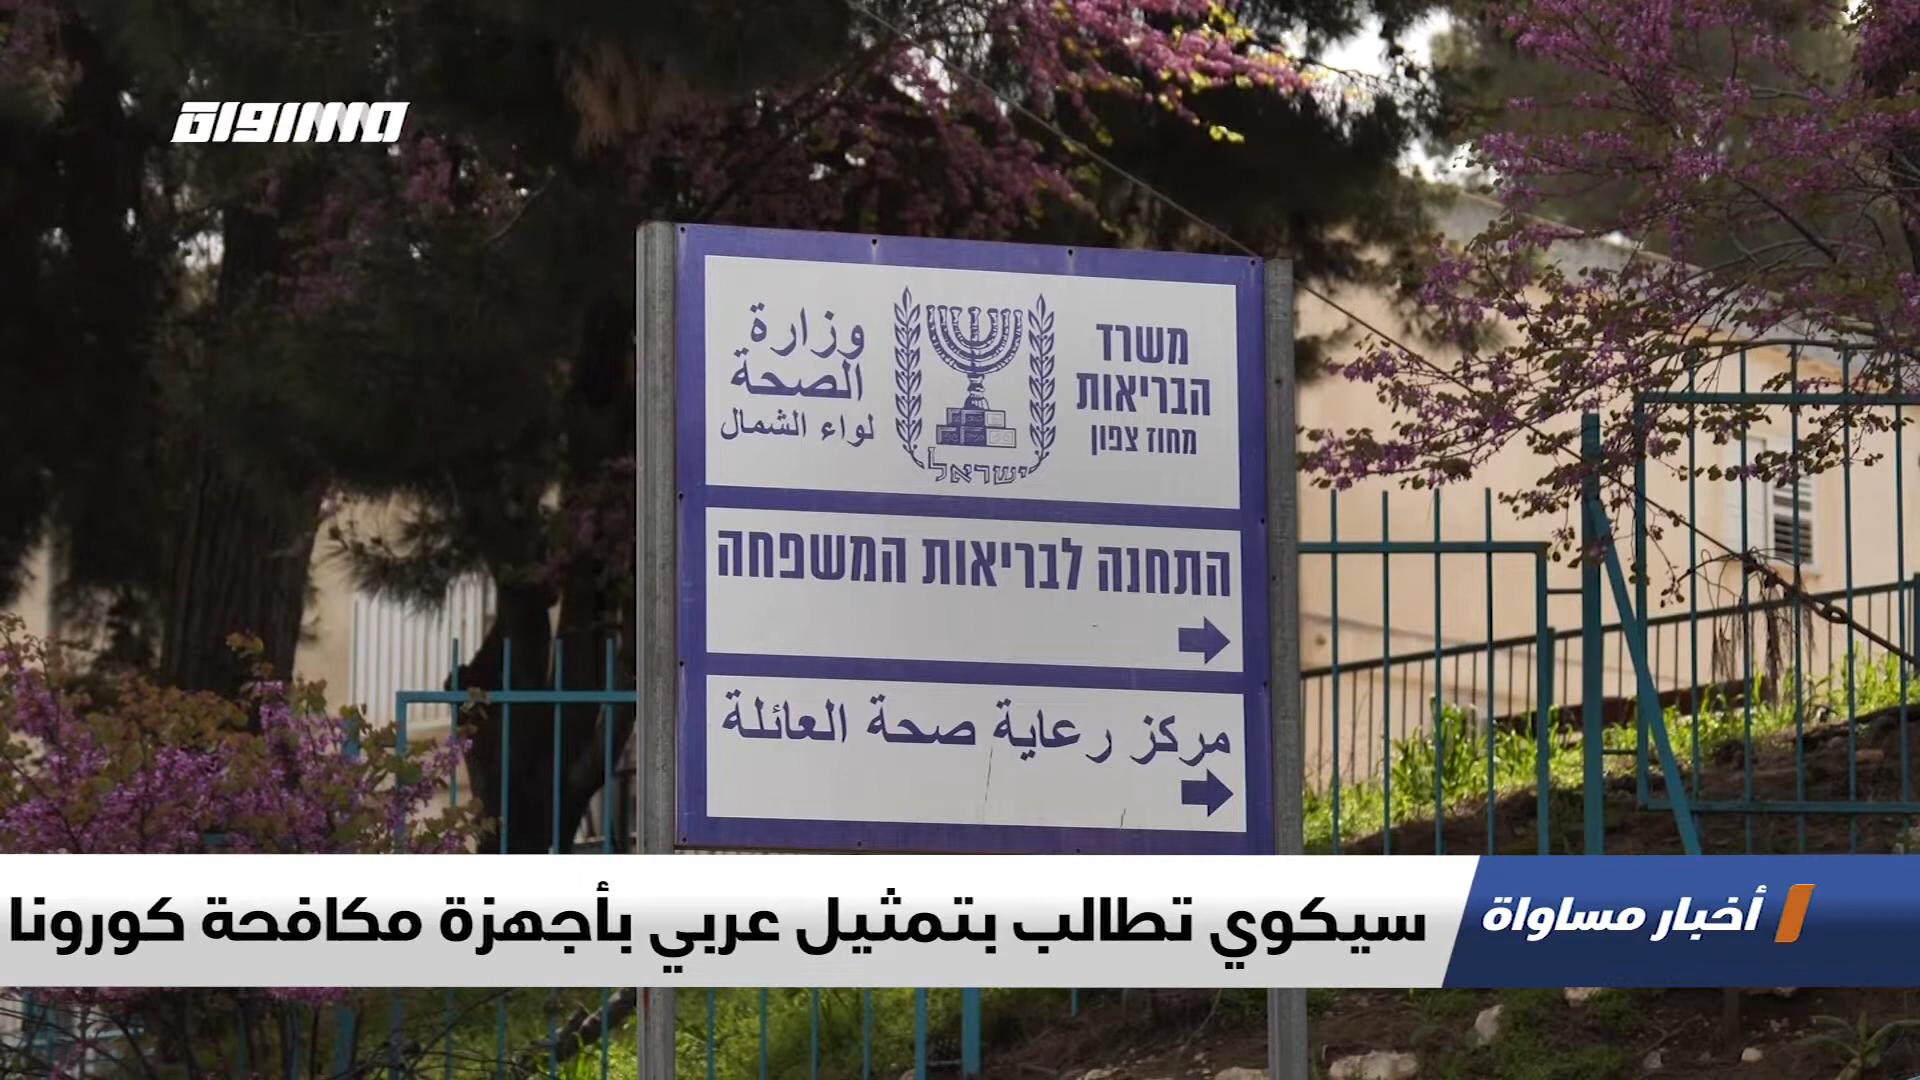 مساواة
משרד
הבריאות
מחוז צפון
وزارة
الصحة
لواء الشمال
ישראל
התחנה לבריאות המשפחה
مركز رعاية صحة العائلة
أخبار مساواة
سيكوي تطالب بتمثيل عربي بأجهزة مكافحة كورونا